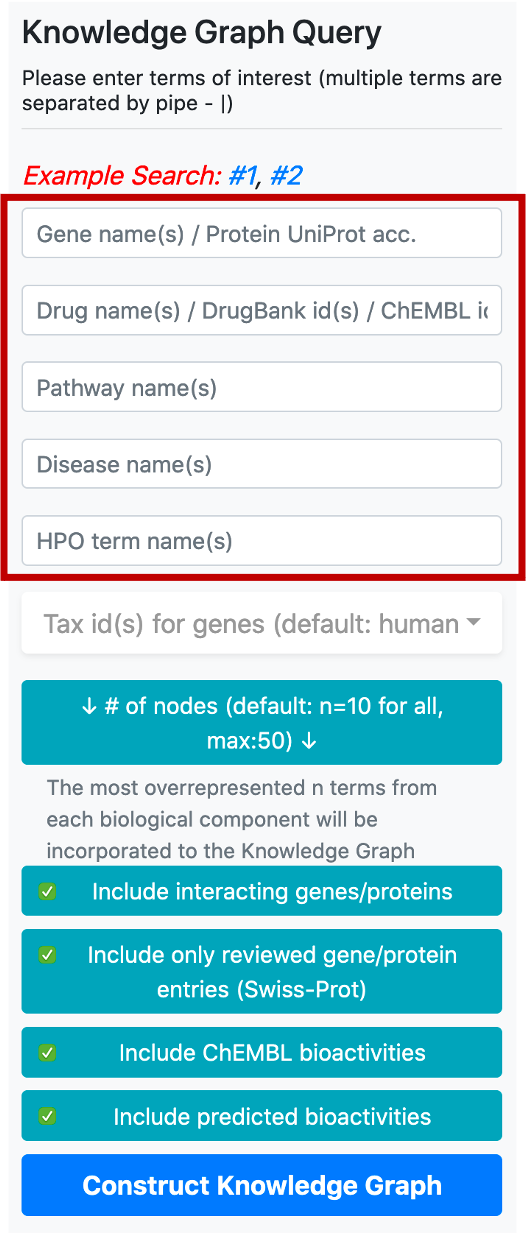 Knowledge Graph Query
Please enter terms of interest (multiple terms are
separated by pipe - |)
Example Search: #1, #2
Gene name(s) / Protein UniProt acc.
Drug name(s) / DrugBank id(s) / ChEMBL ic
Pathway name(s)
Disease name(s)
HPO term name(s)
Tax id(s) for genes (default: human
↓ # of nodes (default: n=10 for all,
max:50) ↓
The most overrepresented n terms from
each biological component will be
incorporated to the Knowledge Graph
Include interacting genes/proteins
Include only reviewed gene/protein
entries (Swiss-Prot)
Include ChEMBL bioactivities
Include predicted bioactivities
Construct Knowledge Graph